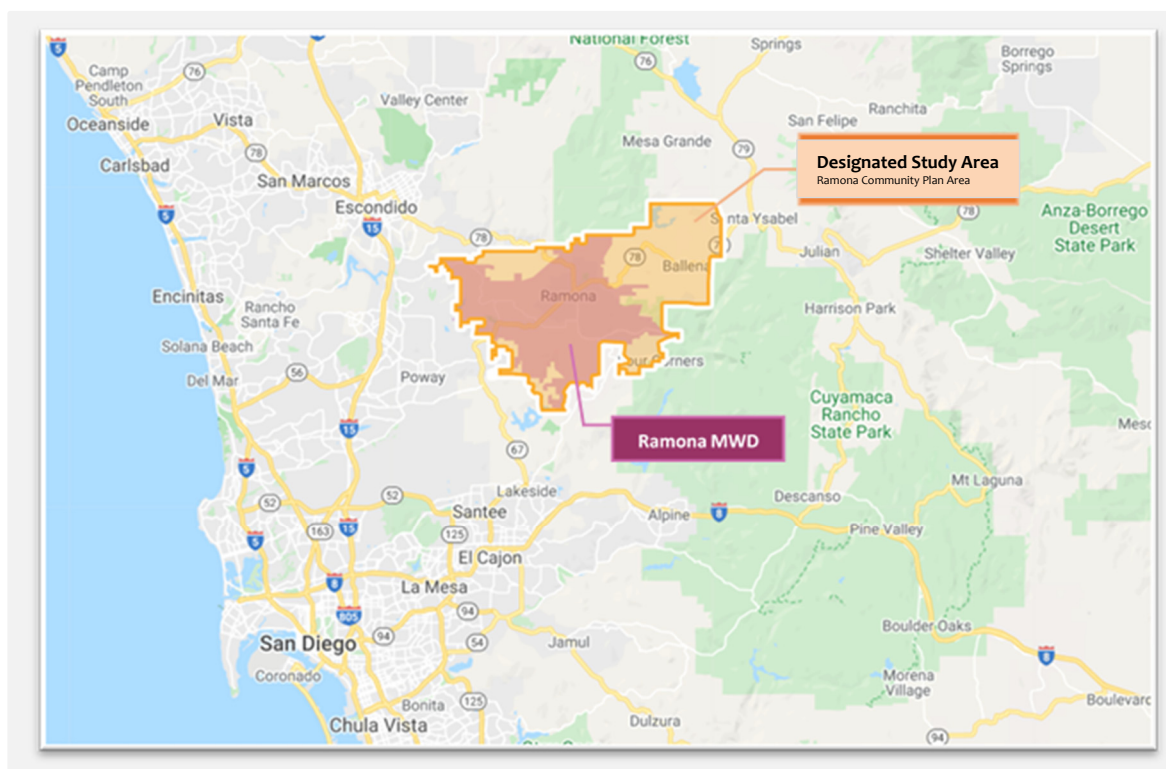 National Forest
Springs
5
76
Borrego
Springs
Camp
Pendleton
South
76
Valley Center
Ranchita
Oceanside
Vista
San Felipe
Mesa Grande
79
78
Carlsbad
San Marcos
Designated Study Area
Ramona Community Plan Area
Escondido
5
15
78
nta Ysabel
78
Anza-Borrego
Desert
State Park
78
Ballena
Julian
Shelter Valley
Encinitas
Ramona
Rancho
Santa Fe
Harrison Park
Solana Beach
Del Mar
56
Poway
our Corners
Cuyamaca
Rancho
State Park
15
Ramona MWD
67
5
Mt Laguna
Lakeside
Descanso
52
52
Santee
Alpine
8
163
15
125
Pine Valley
5
El Cajon
8
La Mesa
805
94
Boulder Oaks
San Diego
94
54
Jamul
8
Coronado
Morena
Village
125
Bonita
Boulevard
Chula Vista
Dulzura
94